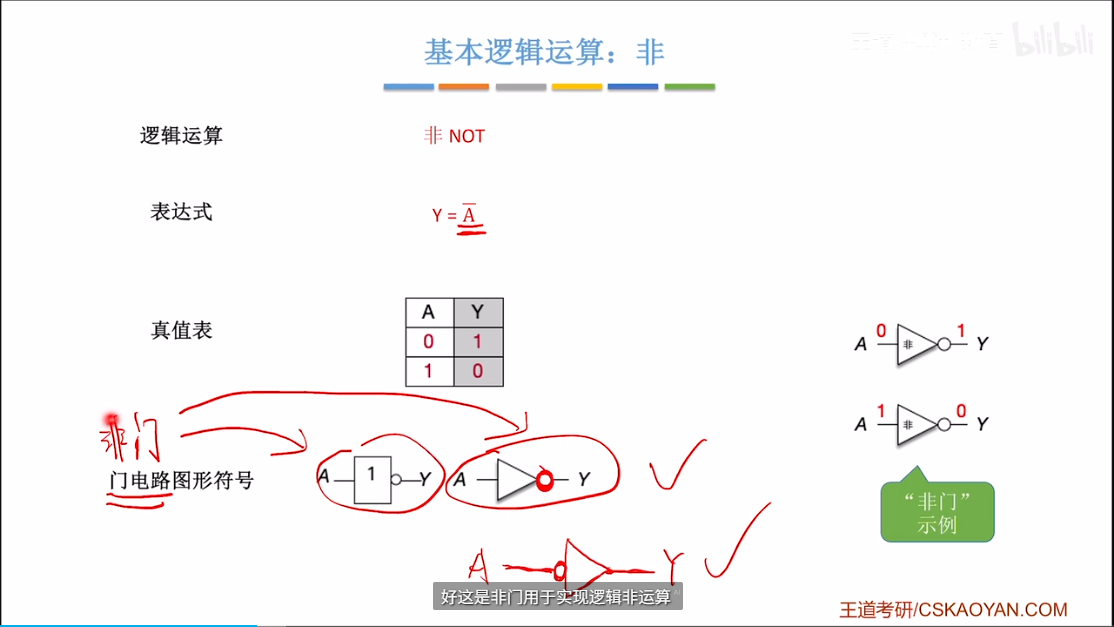 基本逻辑运算：非
bilibili
逻辑运算
非 NOT
表达式
Y = A̅
真值表
A Y
0 1
1 0
A 0 非 1 Y
A 1 非 0 Y
非门
门电路图形符号
A 1 Y
A Y
A Y
“非门”
示例
好这是非门用于实现逻辑非运算
王道考研/CSKAOYAN.COM